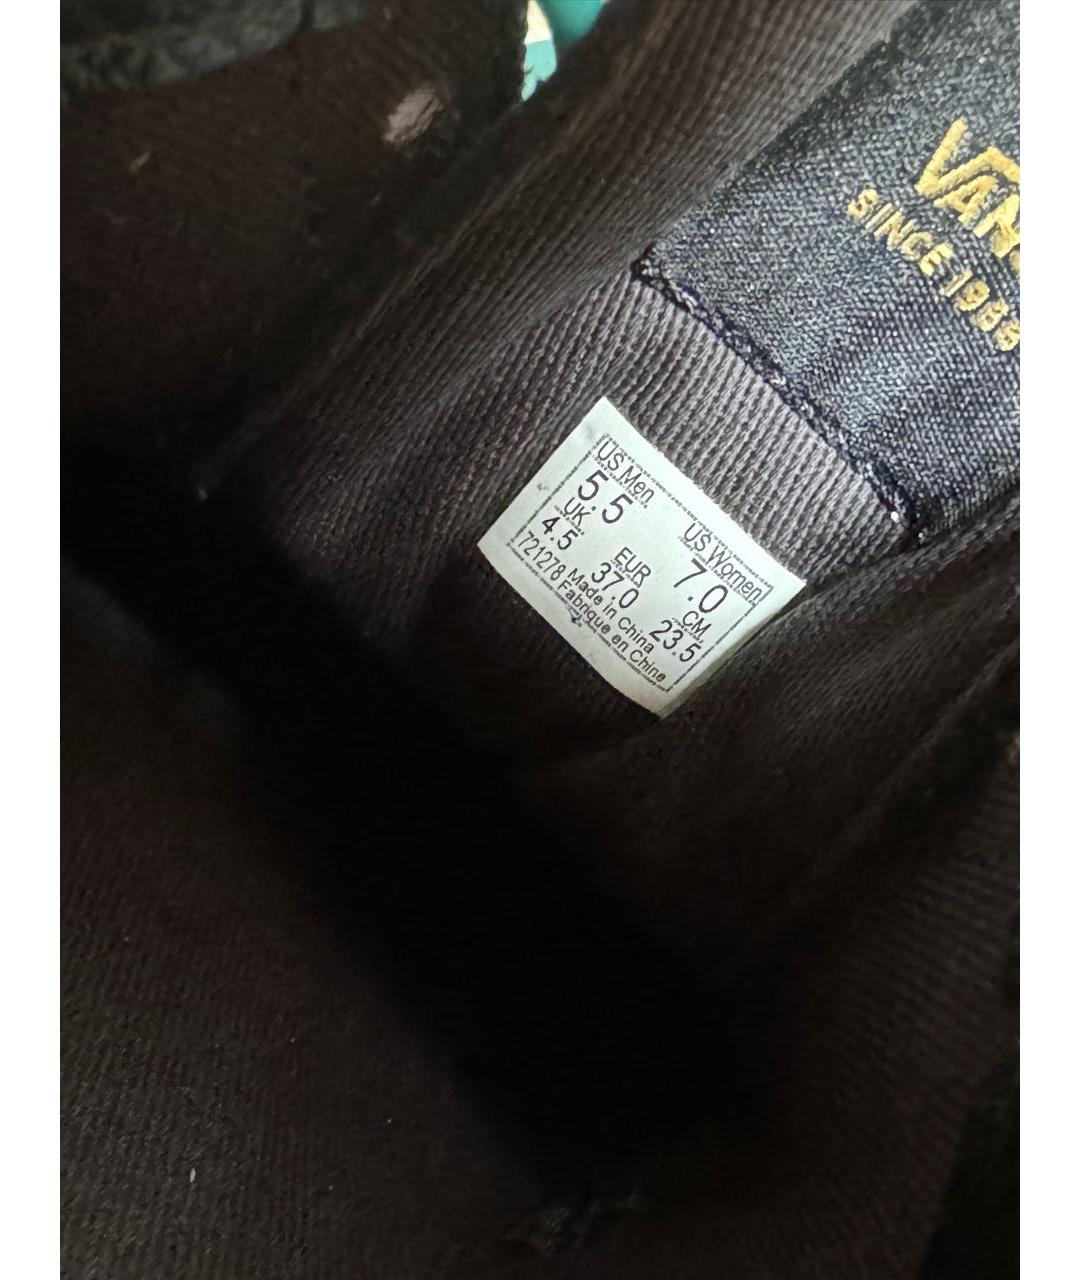 VANS
SINCE 1966
US Men
5.5
US Women
7.0
UK
4.5
EUR
37.0
CM
23.5
721278
Made in China
Fabrique en Chine